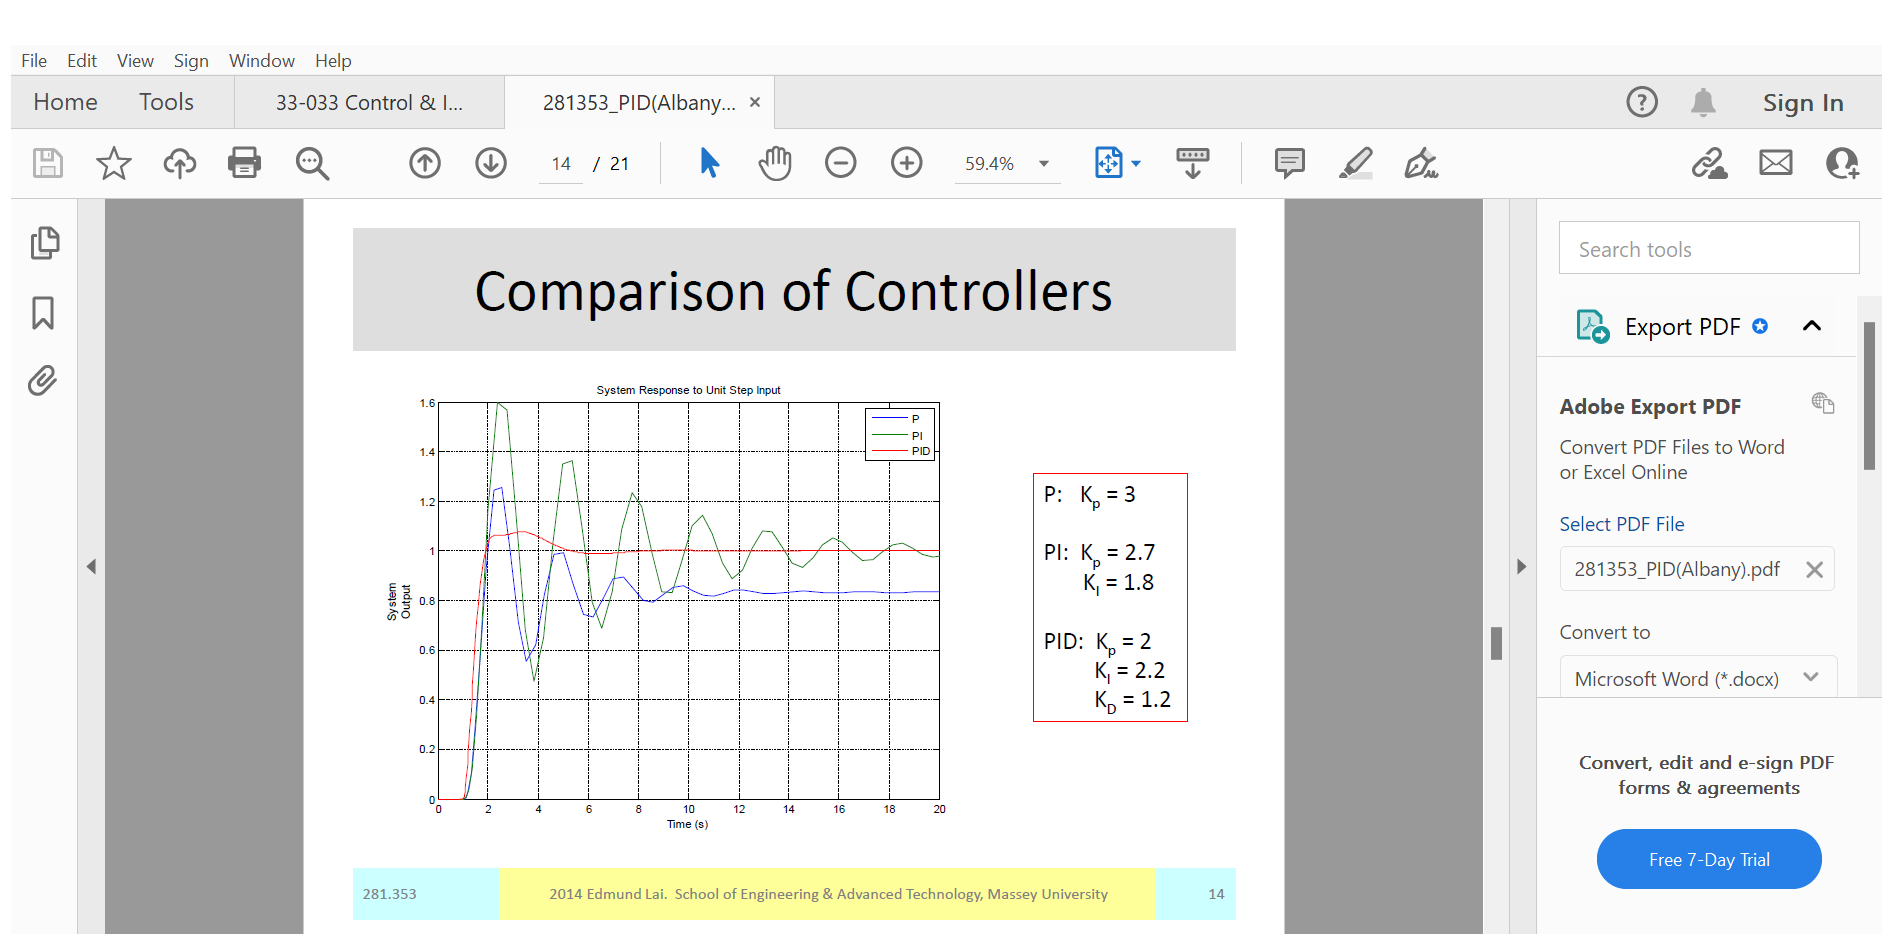 File Edit View Sign Window Help
Home Tools 33-033 Control & I... 281353_PID(Albany... × ? Sign In
14 / 21 59.4%
Comparison of Controllers
Search tools
Export PDF
Adobe Export PDF
Convert PDF Files to Word
or Excel Online
Select PDF File
281353_PID(Albany).pdf
Convert to
Microsoft Word (*.docx)
Convert, edit and e-sign PDF
forms & agreements
Free 7-Day Trial
System Response to Unit Step Input
1.6
1.4
1.2
1
0.8
0.6
0.4
0.2
0
System
Output
P
PI
PID
0 2 4 6 8 10 12 14 16 18 20
Time (s)
P: Kp = 3
PI: Kp = 2.7
KI = 1.8
PID: Kp = 2
KI = 2.2
KD = 1.2
281.353 2014 Edmund Lai. School of Engineering & Advanced Technology, Massey University 14